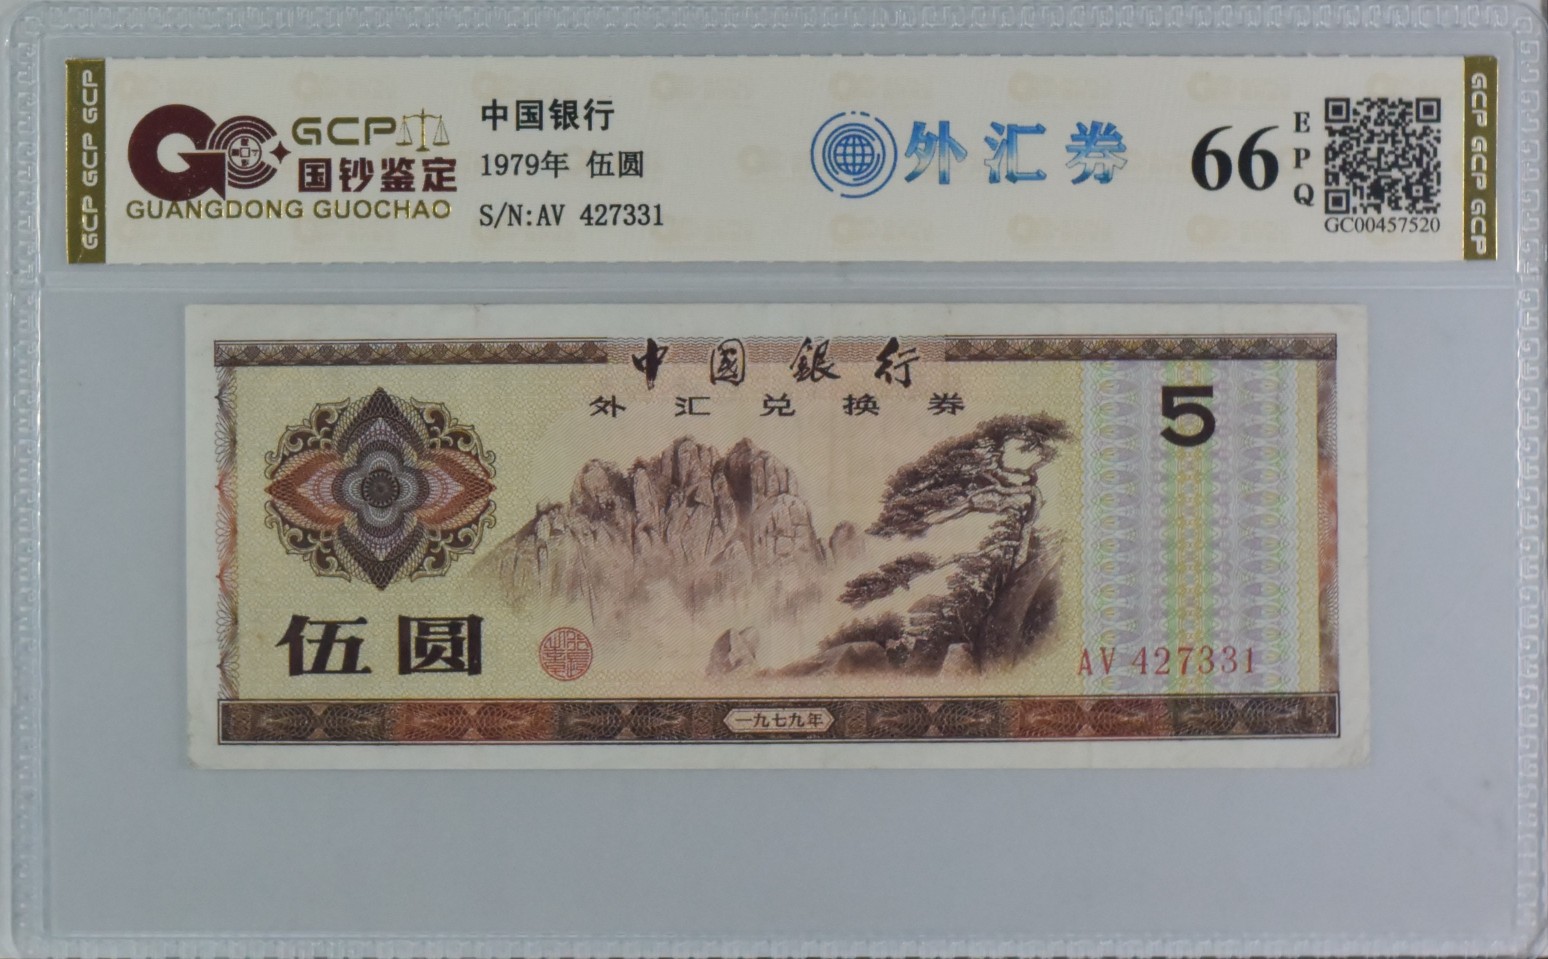 GCP GCP GCP
GCP
国钞鉴定
GUANGDONG GUOCHAO
中国银行
1979年 伍圆
S/N:AV 427331
外汇券
66
EPQ
GC00457520
GCP GCP GCP
中國銀行
外汇兑换券
5
伍圆
AV 427331
一九七九年